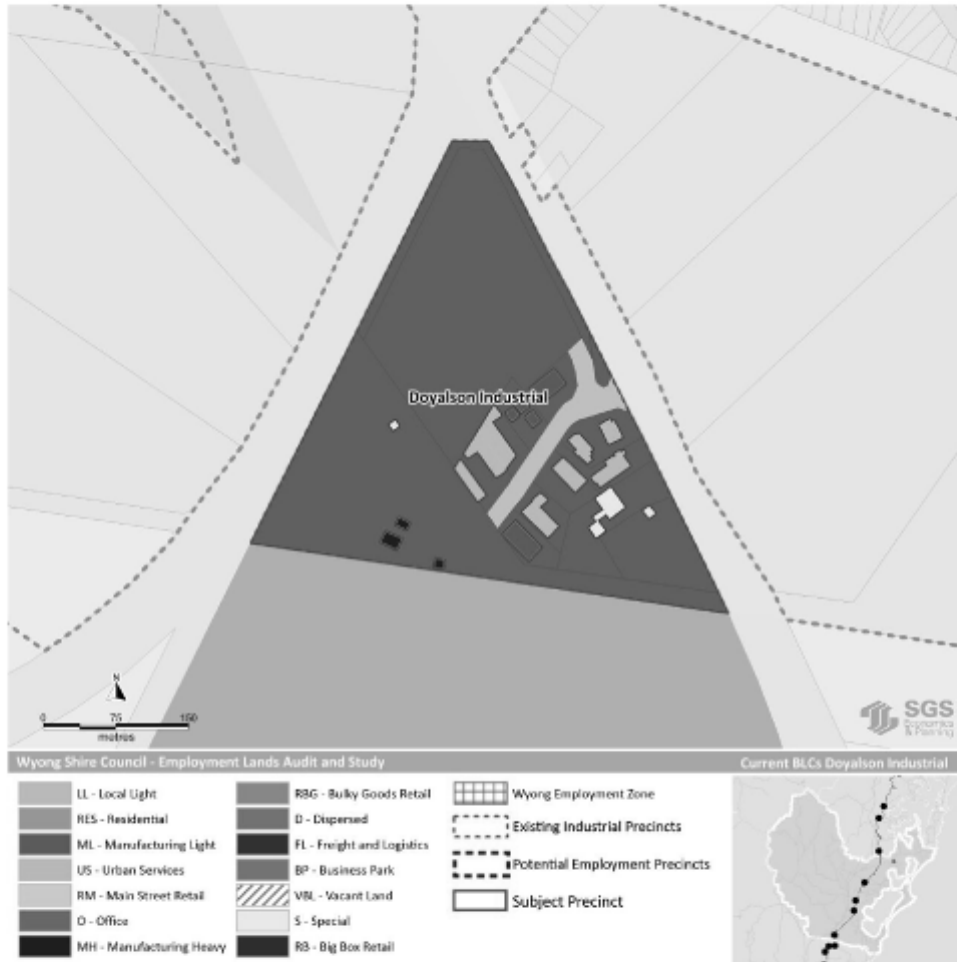 Doyalson Industrial
N
0 75 150
metres
SGS
Economics
& Planning
Wyong Shire Council - Employment Lands Audit and Study
Current BLCs Doyalson Industrial
LL - Local Light
RES - Residential
ML - Manufacturing Light
US - Urban Services
RM - Main Street Retail
O - Office
MH - Manufacturing Heavy
RBG - Bulky Goods Retail
D - Dispersed
FL - Freight and Logistics
BP - Business Park
VBL - Vacant Land
S - Special
RB - Big Box Retail
Wyong Employment Zone
Existing Industrial Precincts
Potential Employment Precincts
Subject Precinct